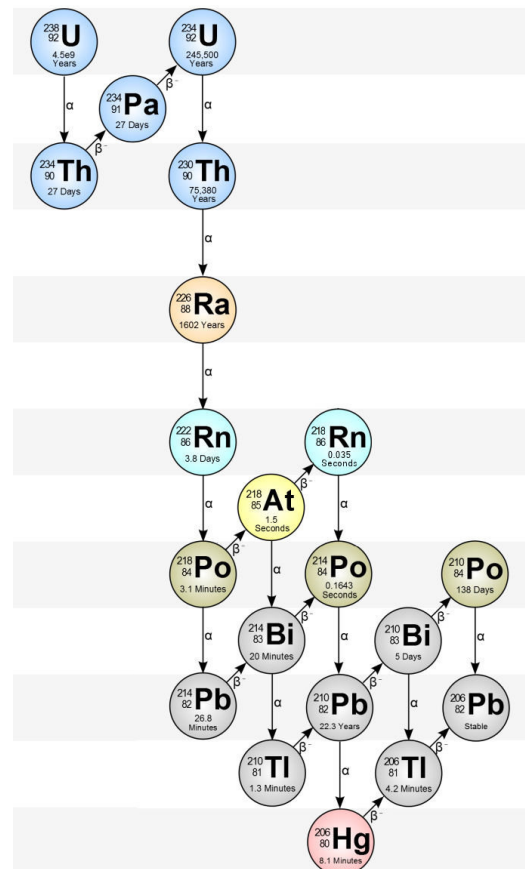 238
92 U
4.5e9
Years
234
92 U
245,500
Years
α
β⁻
α
234
91 Pa
27 Days
β⁻
234
90 Th
27 Days
230
90 Th
75,380
Years
α
226
88 Ra
1602 Years
α
222
86 Rn
3.8 Days
218
86 Rn
0.035
Seconds
β⁻
218
85 At
1.5
Seconds
α
α
β⁻
218
84 Po
3.1 Minutes
α
214
84 Po
0.1643
Seconds
210
84 Po
138 Days
β⁻
β⁻
α
214
83 Bi
20 Minutes
α
210
83 Bi
5 Days
α
β⁻
β⁻
214
82 Pb
26.8
Minutes
α
210
82 Pb
22.3 Years
α
206
82 Pb
Stable
β⁻
β⁻
210
81 Tl
1.3 Minutes
α
206
81 Tl
4.2 Minutes
β⁻
206
80 Hg
8.1 Minutes